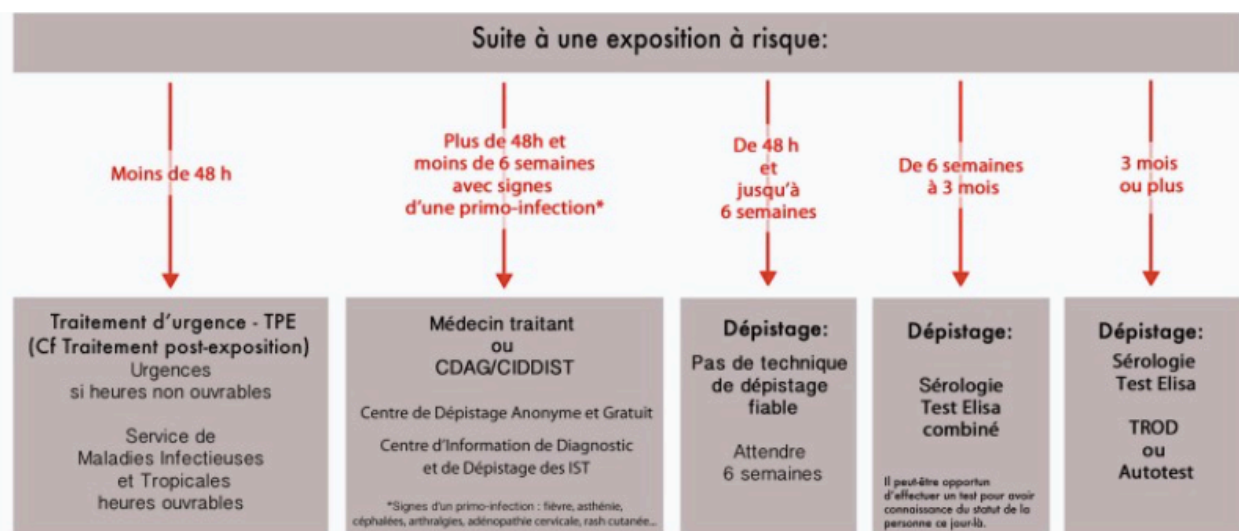 Suite à une exposition à risque:
Moins de 48 h
Plus de 48h et
moins de 6 semaines
avec signes
d'une primo-infection*
De 48 h
et
jusqu'à
6 semaines
De 6 semaines
à 3 mois
3 mois
ou plus
Traitement d'urgence - TPE
(Cf Traitement post-exposition)
Urgences
si heures non ouvrables
Service de
Maladies Infectieuses
et Tropicales
heures ouvrables
Médecin traitant
ou
CDAG/CIDDIST
Centre de Dépistage Anonyme et Gratuit
Centre d'Information de Diagnostic
et de Dépistage des IST
*Signes d'un primo-infection : fièvre, asthénie,
céphalées, arthralgies, adénopathie cervicale, rash cutanée...
Dépistage:
Pas de technique
de dépistage
fiable
Attendre
6 semaines
Dépistage:
Sérologie
Test Elisa
combiné
Il peut-être opportun
d'effectuer un test pour avoir
connaissance du statut de la
personne ce jour-là.
Dépistage:
Sérologie
Test Elisa
TROD
ou
Autotest